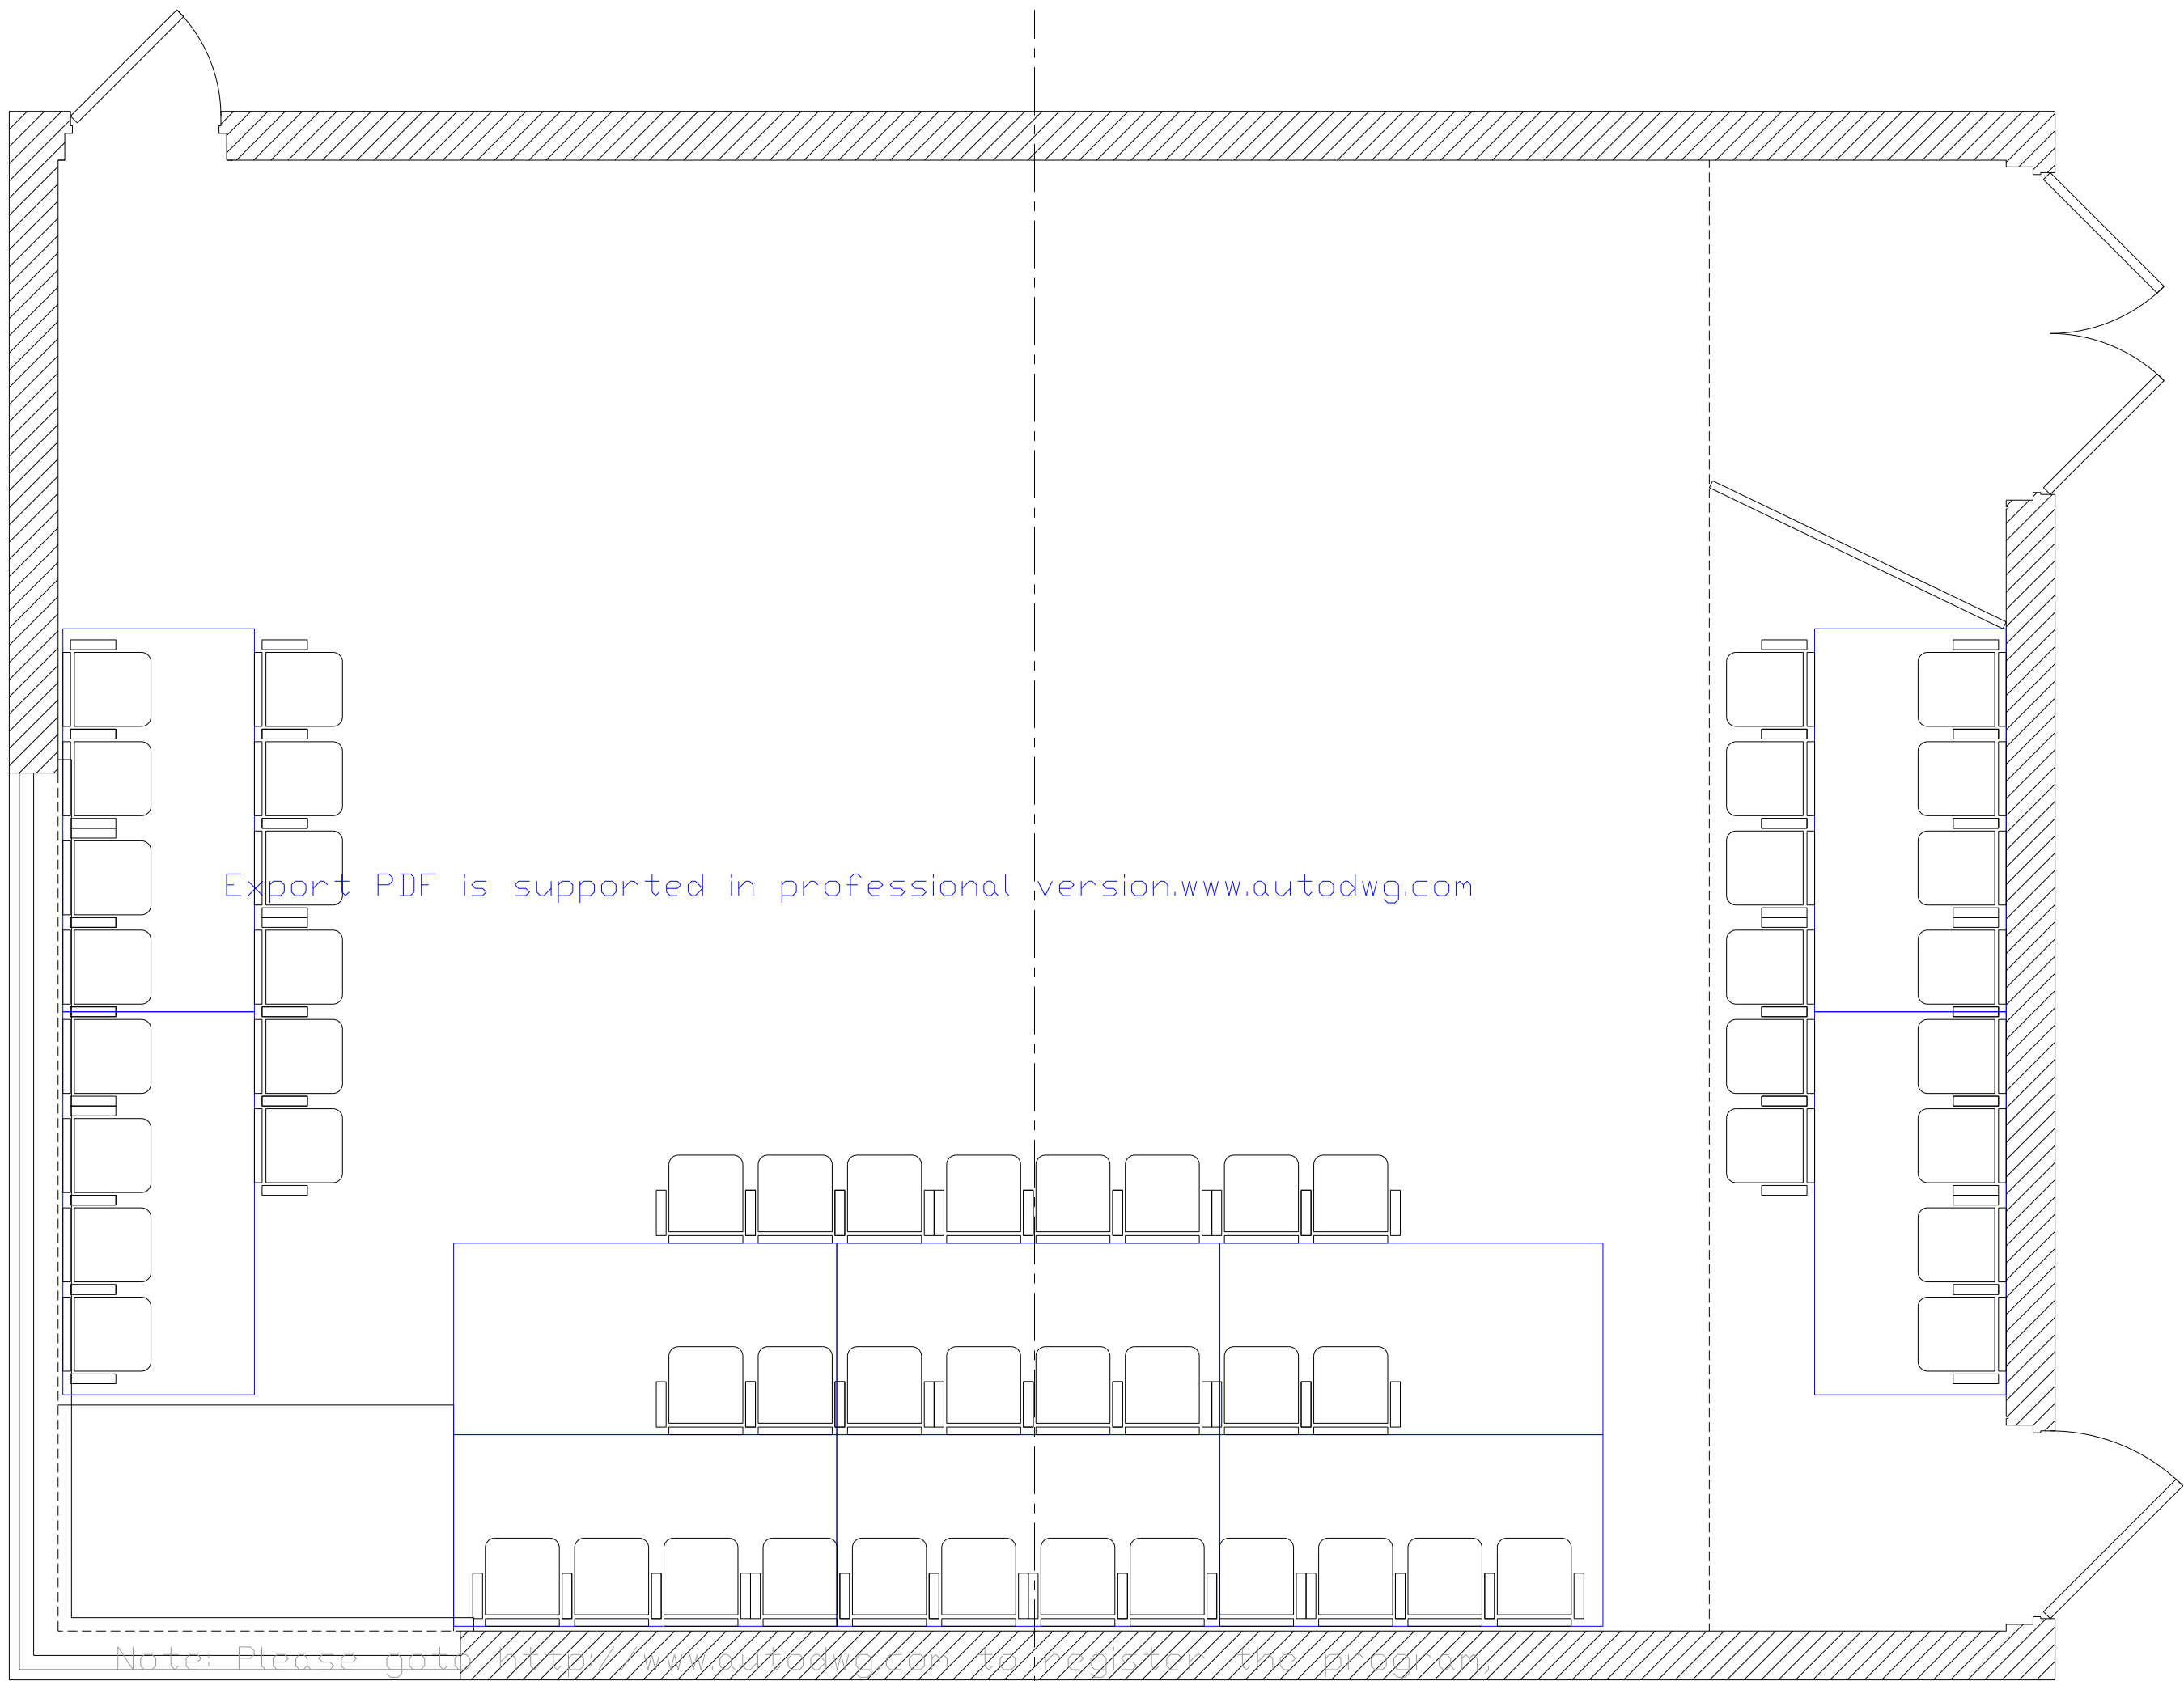 Export PDF is supported in professional version.www.autodwg.com
Note: Please goto http://www.autodwg.com to register the program,